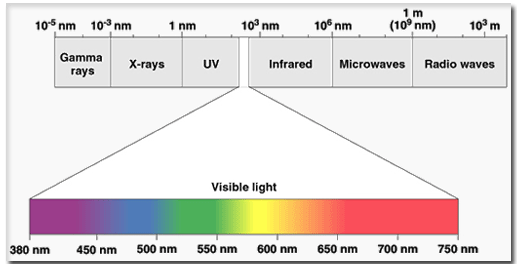 1 m
10⁻⁵ nm 10⁻³ nm 1 nm 10³ nm 10⁶ nm (10⁹ nm) 10³ m
Gamma rays X-rays UV Infrared Microwaves Radio waves
Visible light
380 nm 450 nm 500 nm 550 nm 600 nm 650 nm 700 nm 750 nm